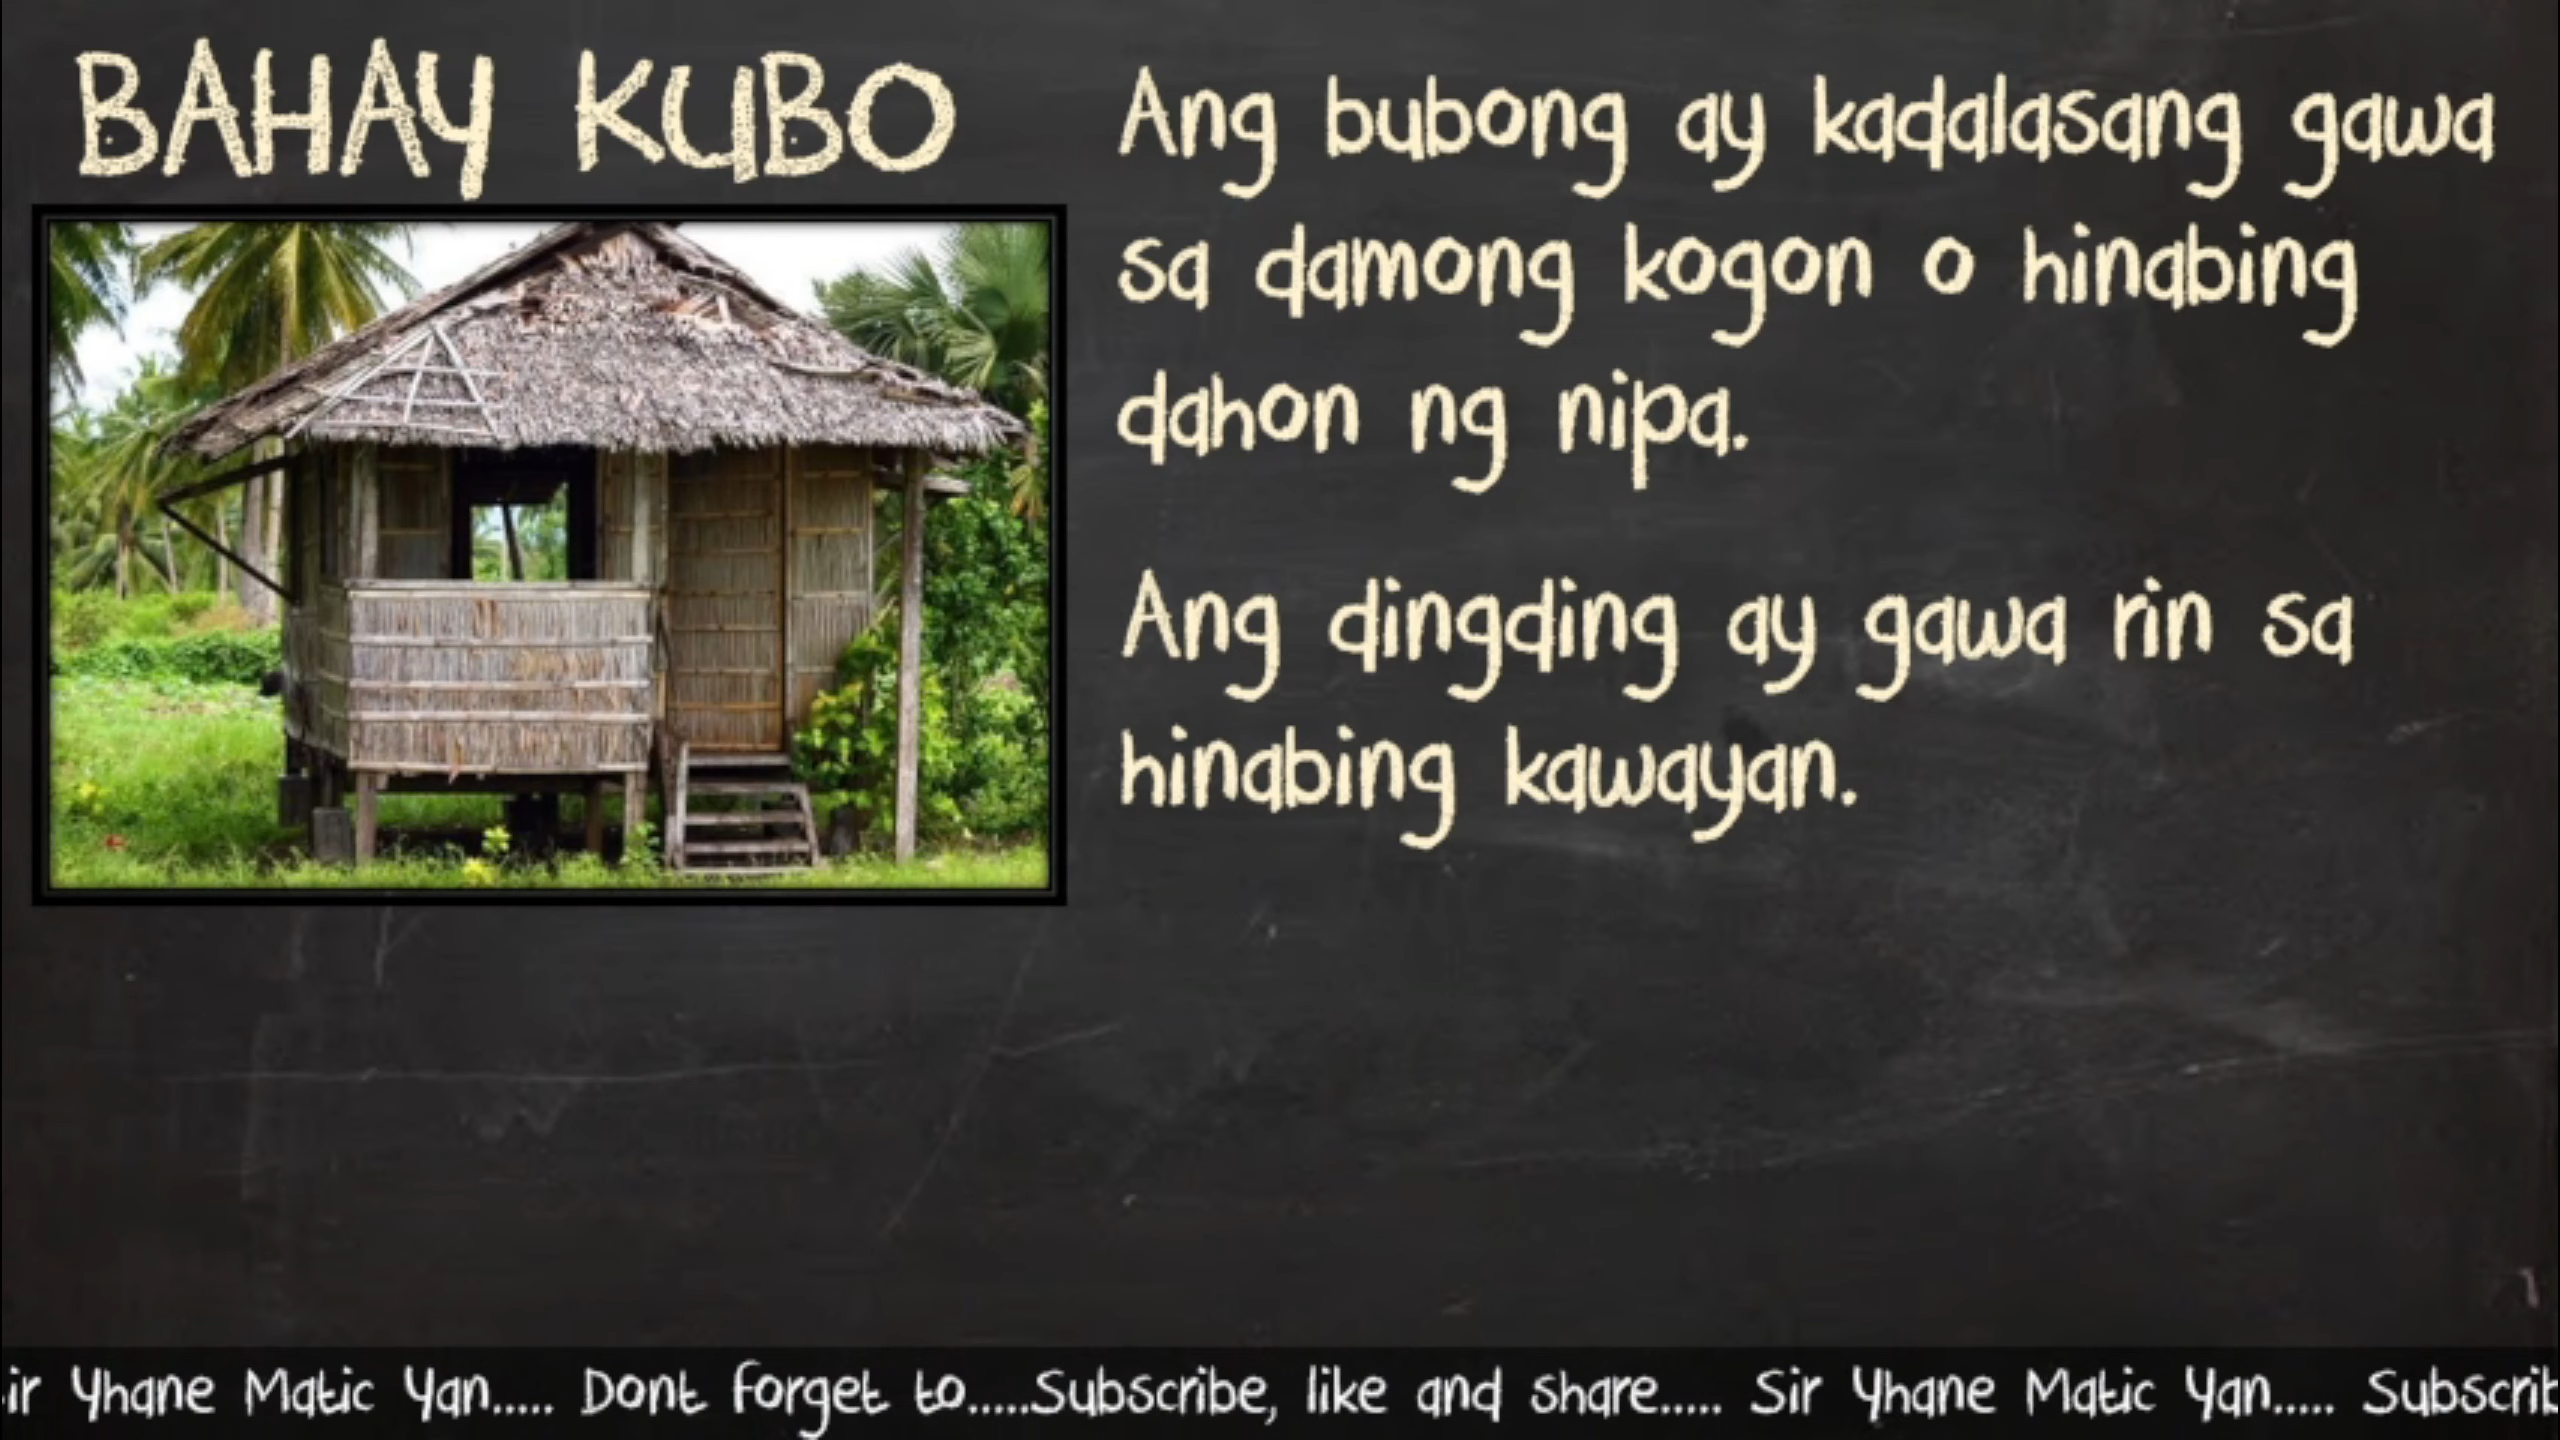 BAHAY KUBO
Ang bubong ay kadalasang gawa
sa damong kogon o hinabing
dahon ng nipa.
Ang dingding ay gawa rin sa
hinabing kawayan.
ir Yhane Matic Yan..... Dont forget to.....Subscribe, like and share..... Sir Yhane Matic Yan..... Subscrib